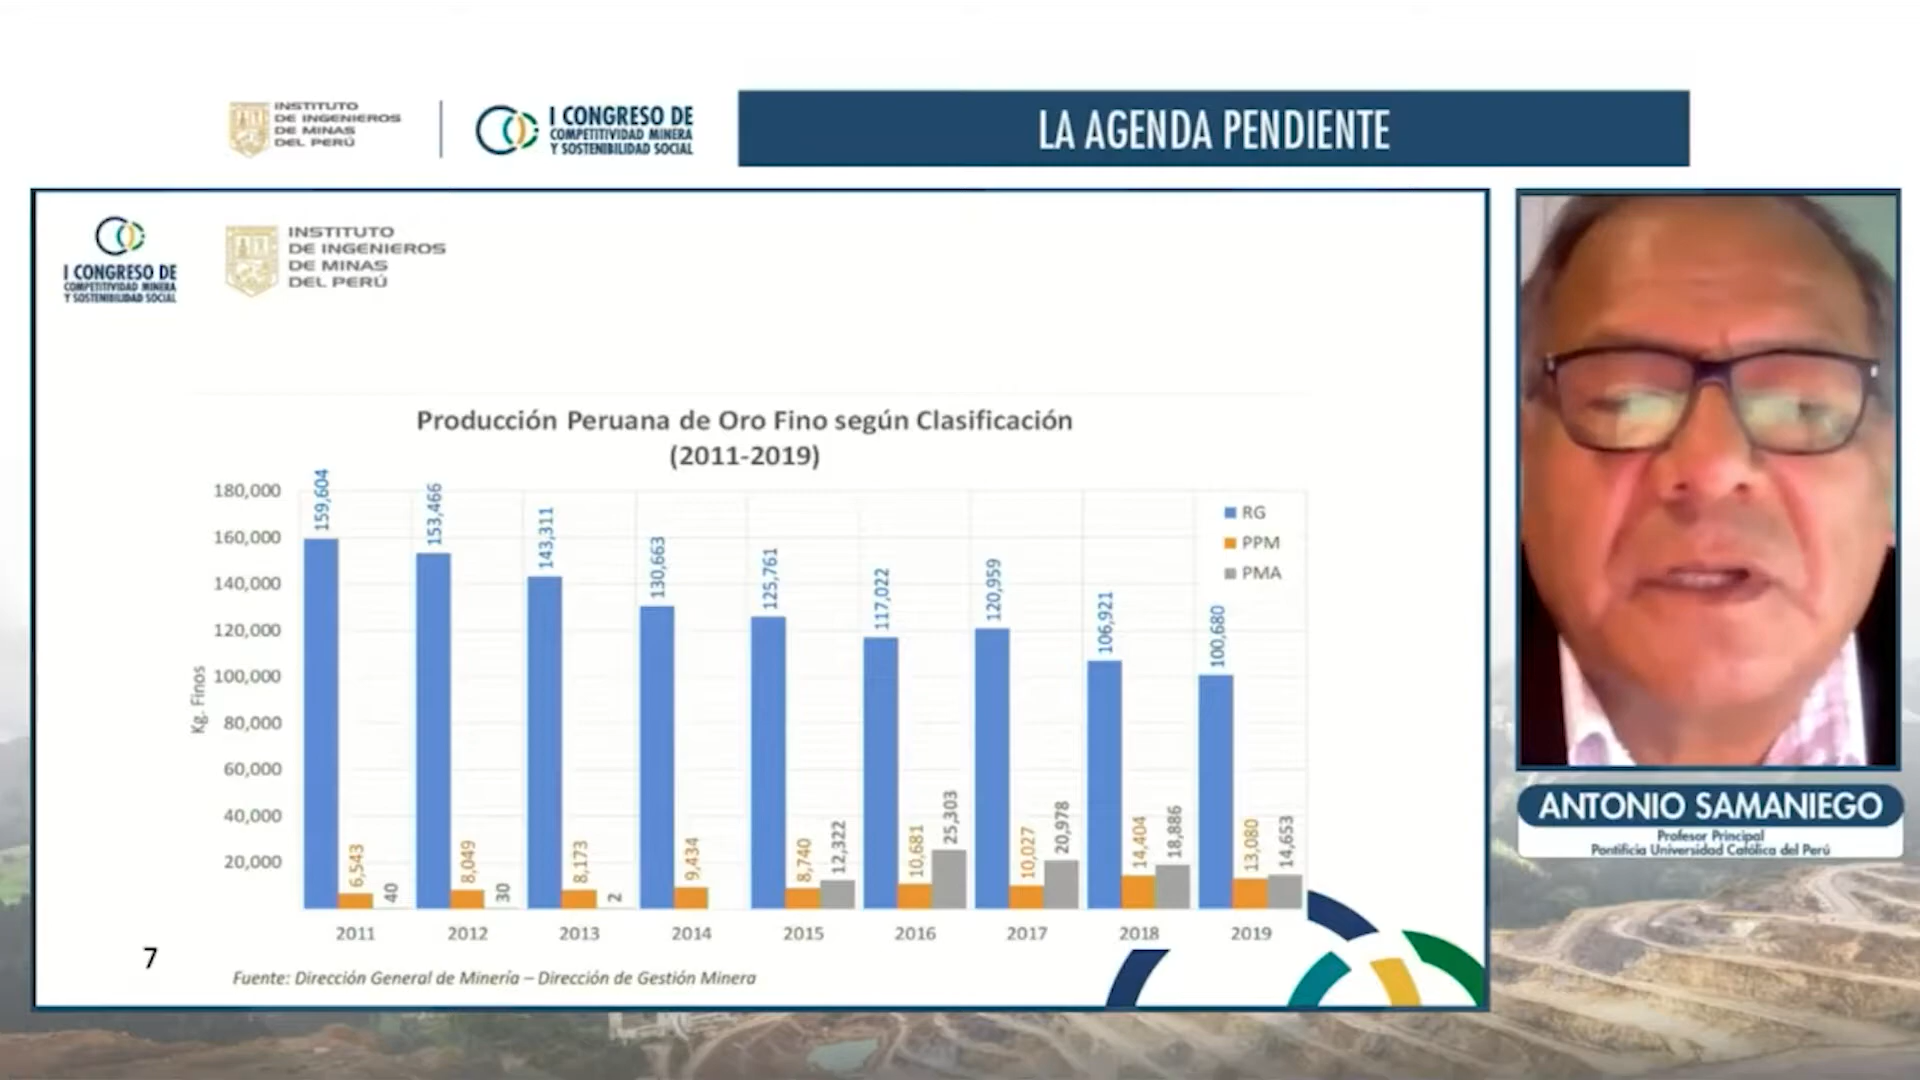 INSTITUTO
DE INGENIEROS
DE MINAS
DEL PERÚ
I CONGRESO DE
COMPETITIVIDAD MINERA
Y SOSTENIBILIDAD SOCIAL
LA AGENDA PENDIENTE
I CONGRESO DE
COMPETITIVIDAD MINERA
Y SOSTENIBILIDAD SOCIAL
INSTITUTO
DE INGENIEROS
DE MINAS
DEL PERÚ
Producción Peruana de Oro Fino según Clasificación
(2011-2019)
Kg. Finos
180,000
160,000
140,000
120,000
100,000
80,000
60,000
40,000
20,000
159,604
6,543
40
153,466
8,049
30
143,311
8,173
2
130,663
9,434
125,761
8,740
12,322
117,022
10,681
25,303
120,959
10,027
20,978
106,921
14,404
18,886
100,680
13,080
14,653
RG
PPM
PMA
2011 2012 2013 2014 2015 2016 2017 2018 2019
7
Fuente: Dirección General de Minería – Dirección de Gestión Minera
ANTONIO SAMANIEGO
Profesor Principal
Pontificia Universidad Católica del Perú